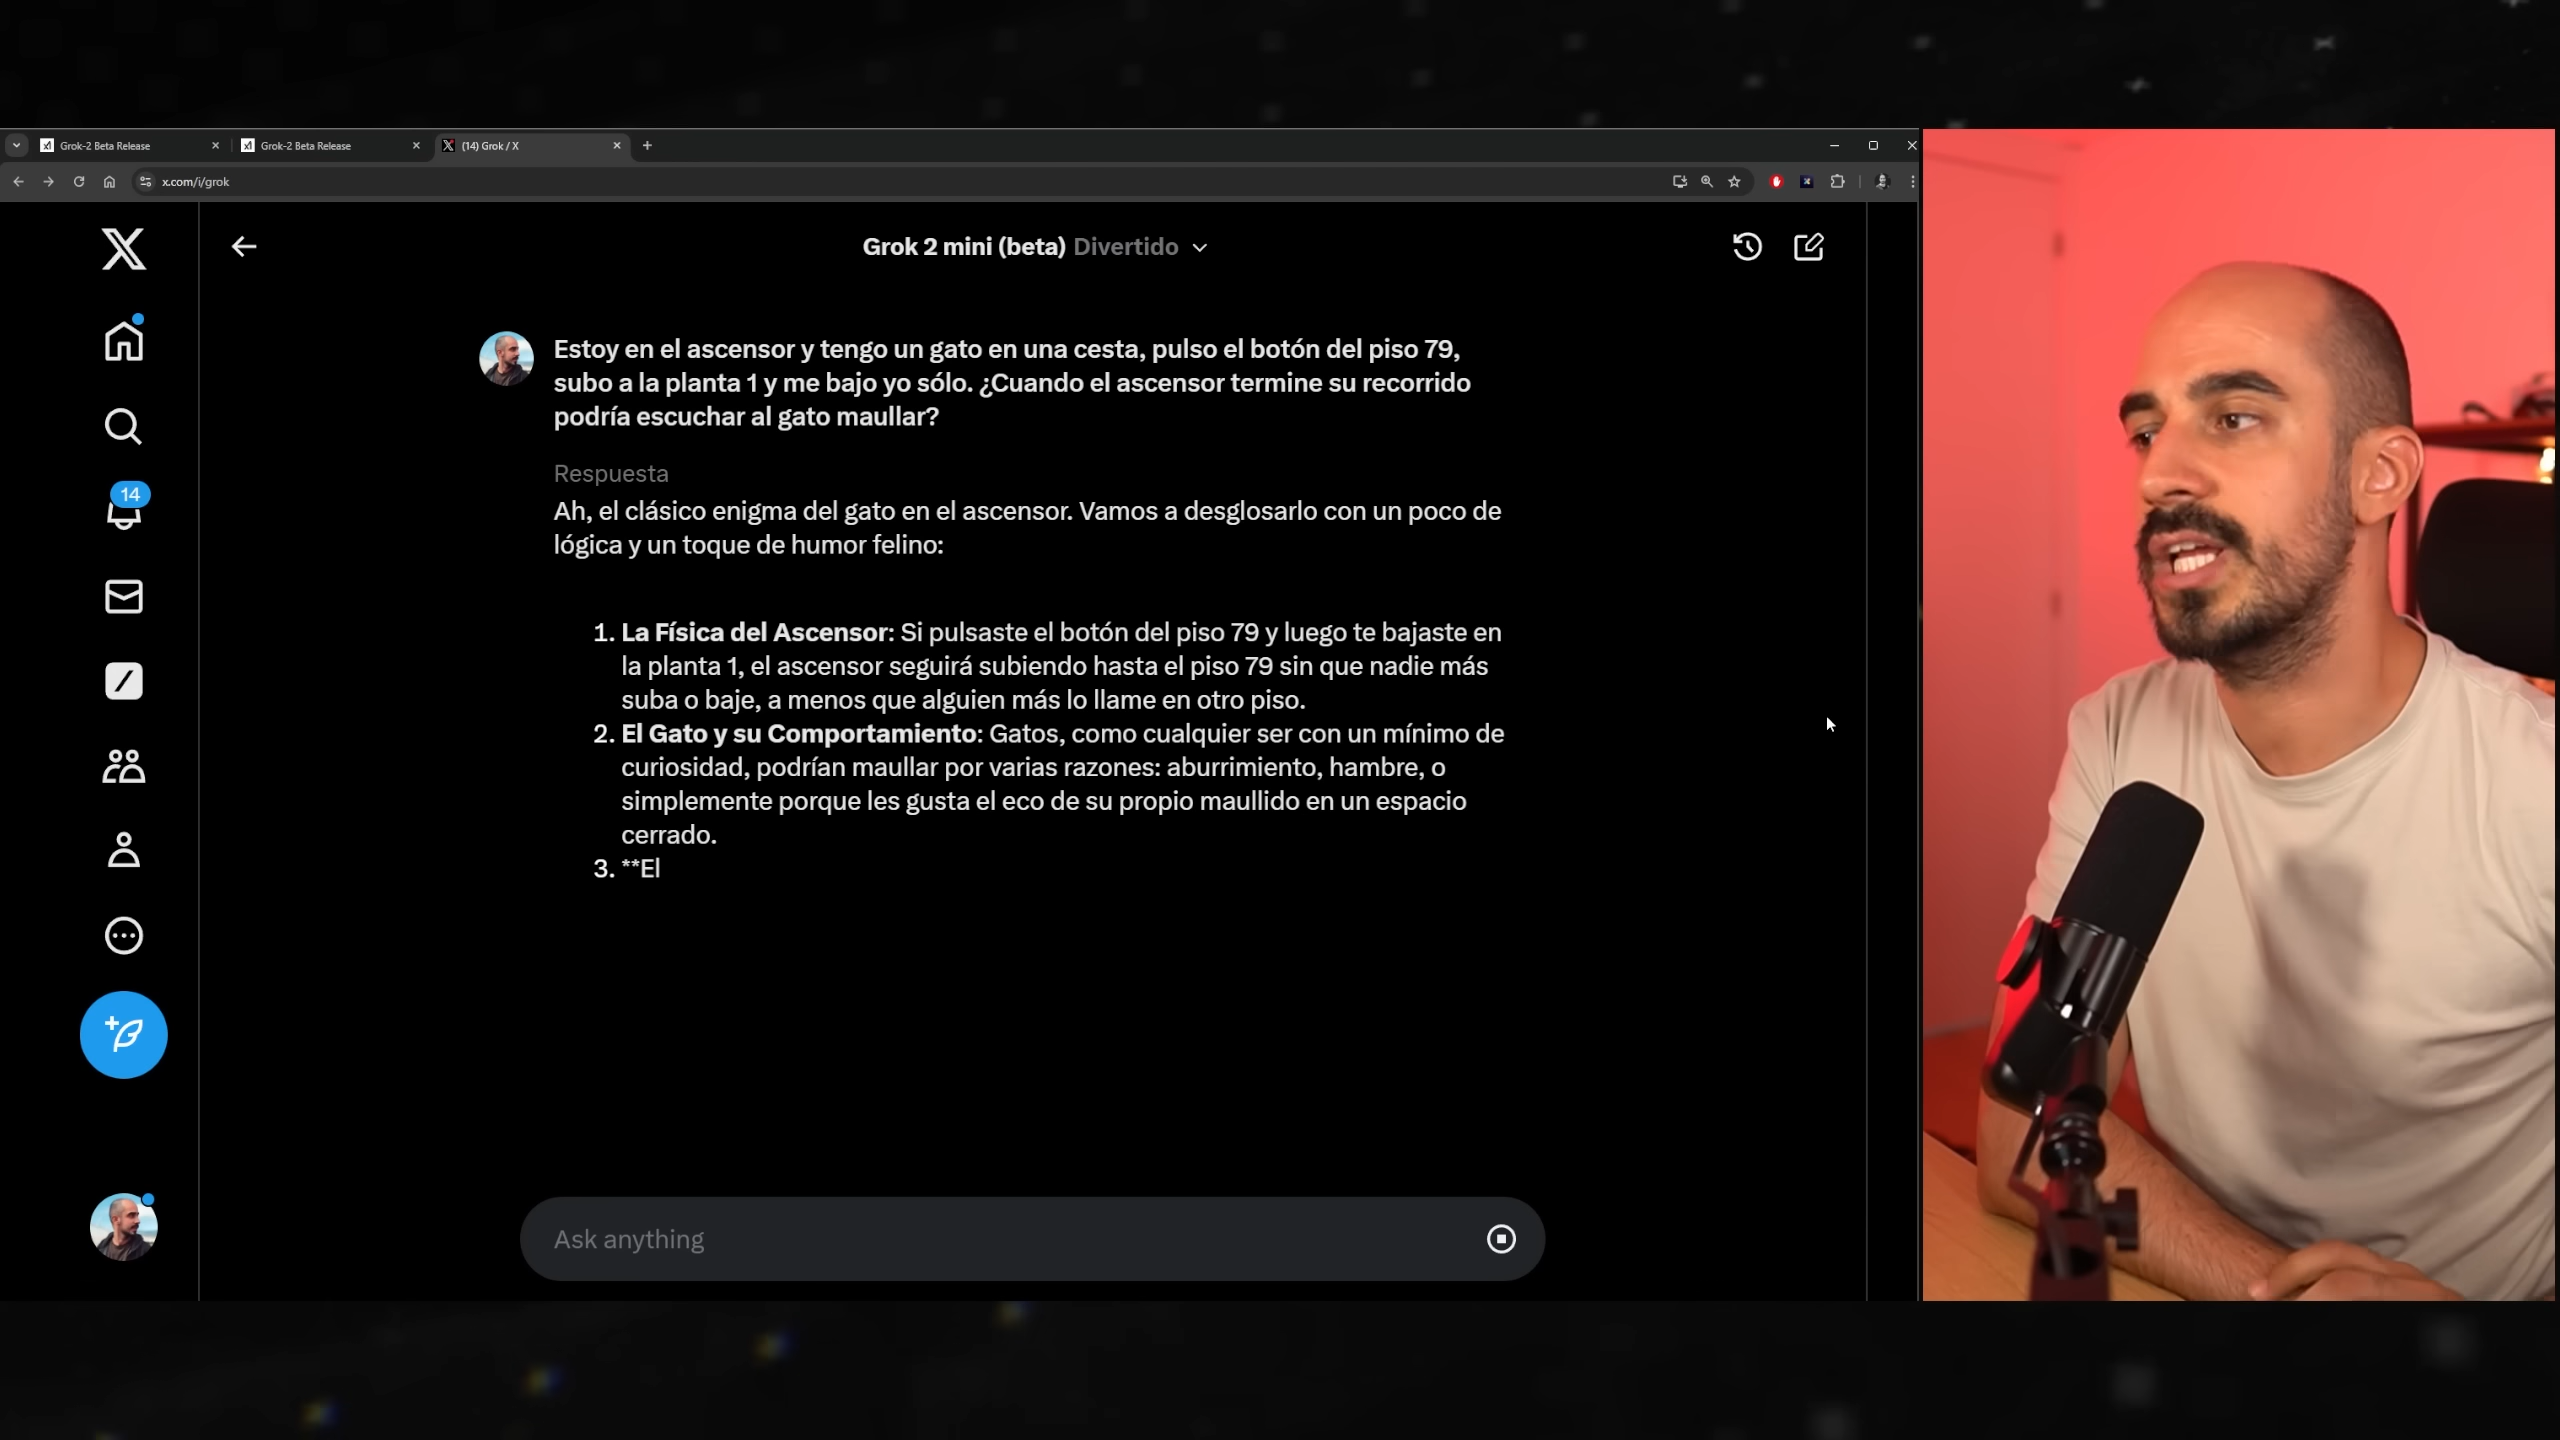 Grok-2 Beta Release
Grok-2 Beta Release
(14) Grok / X
x.com/i/grok
Grok 2 mini (beta) Divertido
14
Estoy en el ascensor y tengo un gato en una cesta, pulso el botón del piso 79,
subo a la planta 1 y me bajo yo sólo. ¿Cuando el ascensor termine su recorrido
podría escuchar al gato maullar?
Respuesta
Ah, el clásico enigma del gato en el ascensor. Vamos a desglosarlo con un poco de
lógica y un toque de humor felino:
1. La Física del Ascensor: Si pulsaste el botón del piso 79 y luego te bajaste en
la planta 1, el ascensor seguirá subiendo hasta el piso 79 sin que nadie más
suba o baje, a menos que alguien más lo llame en otro piso.
2. El Gato y su Comportamiento: Gatos, como cualquier ser con un mínimo de
curiosidad, podrían maullar por varias razones: aburrimiento, hambre, o
simplemente porque les gusta el eco de su propio maullido en un espacio
cerrado.
3. **El
Ask anything